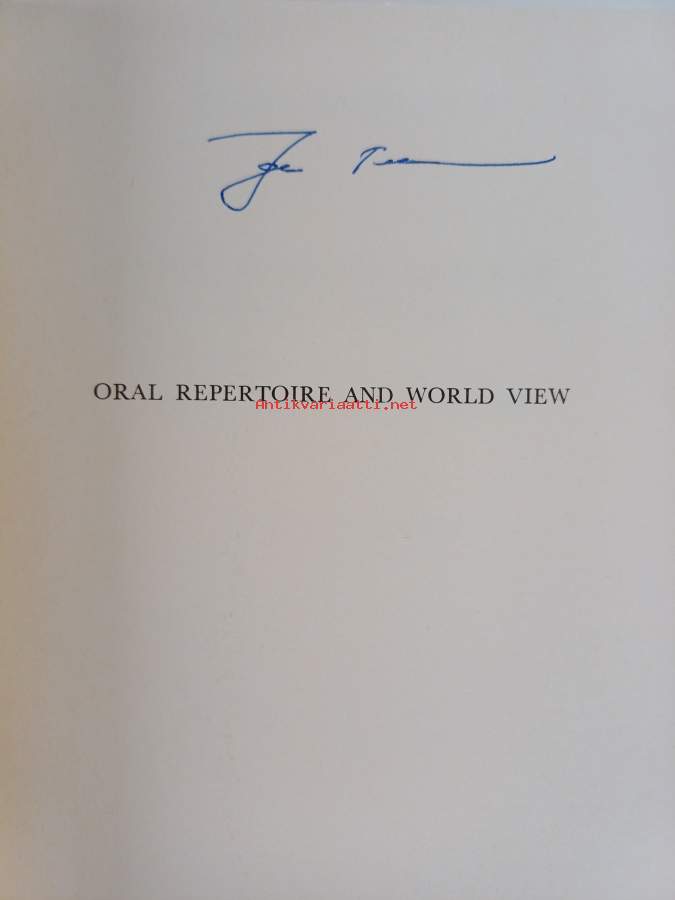 ORAL REPERTOIRE AND WORLD VIEW
Antikvariaatti.net